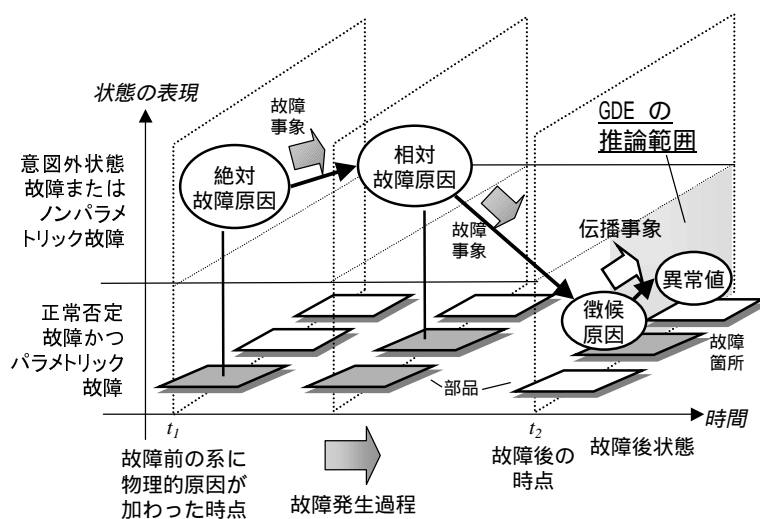 状態の表現
意図外状態
故障または
ノンパラメ
トリック故障
正常否定
故障かつ
パラメトリック
故障
絶対
故障原因
故障
事象
相対
故障原因
故障
事象
GDE の
推論範囲
伝播事象
異常値
徴候
原因
故障
箇所
部品
時間
t1
故障前の系に
物理的原因が
加わった時点
故障発生過程
t2
故障後の
時点
故障後状態